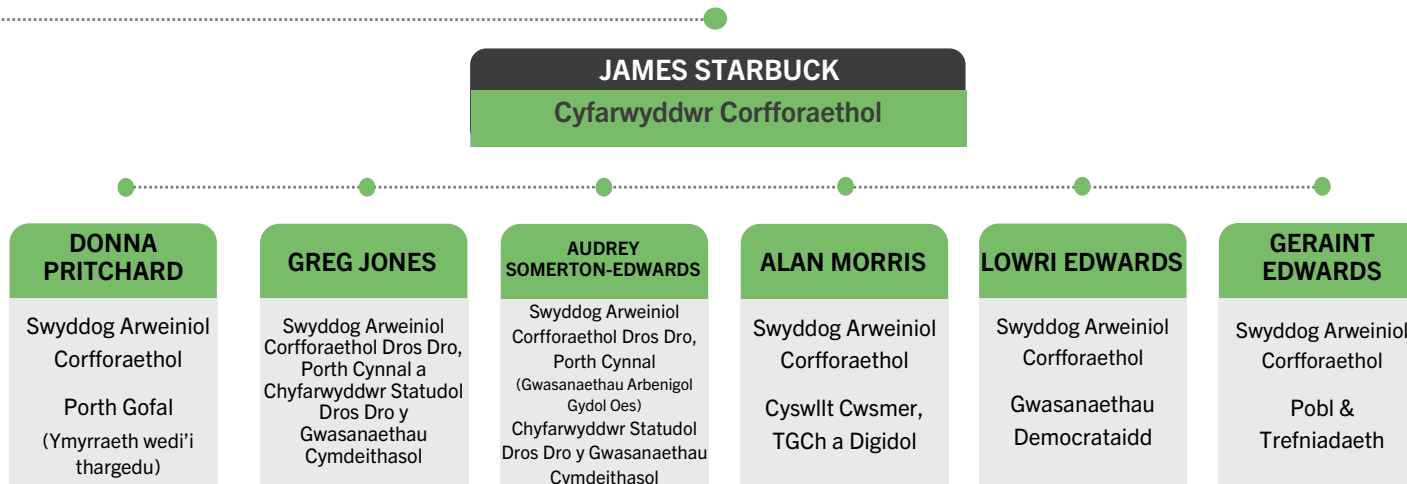 JAMES STARBUCK
Cyfarwyddwr Corfforaethol
DONNA
PRITCHARD
Swyddog Arweiniol
Corfforaethol
Porth Gofal
(Ymyrraeth wedi'i
thargedu)
GREG JONES
Swyddog Arweiniol
Corfforaethol Dros Dro,
Porth Cynnal a
Chyfarwyddwr Statudol
Dros Dro y
Gwasanaethau
Cymdeithasol
AUDREY
SOMERTON-EDWARDS
Swyddog Arweiniol
Corfforaethol Dros Dro,
Porth Cynnal
(Gwasanaethau Arbenigol
Gydol Oes)
Chyfarwyddwr Statudol
Dros Dro y Gwasanaethau
Cymdeithasol
ALAN MORRIS
Swyddog Arweiniol
Corfforaethol
Cyswllt Cwsmer,
TGCh a Digidol
LOWRI EDWARDS
Swyddog Arweiniol
Corfforaethol
Gwasanaethau
Democrataidd
GERAINT
EDWARDS
Swyddog Arweiniol
Corfforaethol
Pobl &
Trefniadaeth